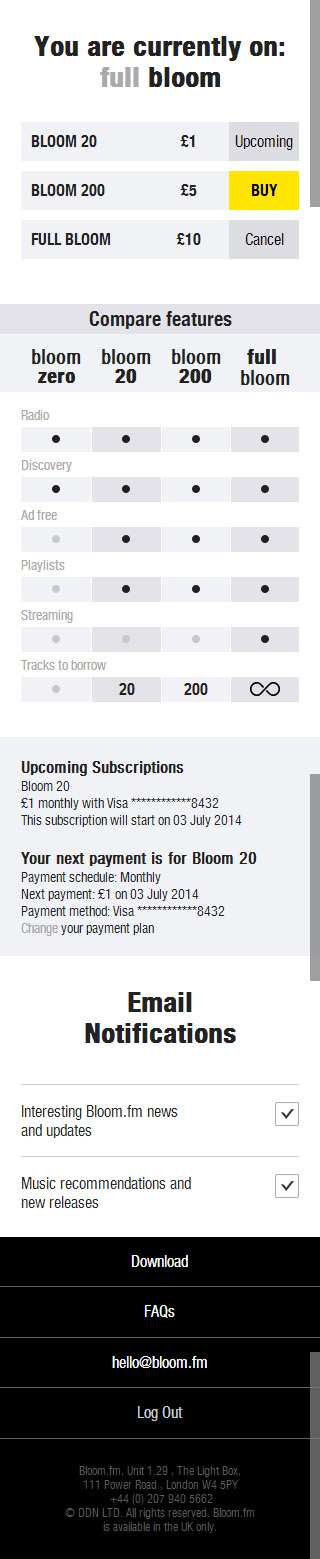 You are currently on:
full bloom
BLOOM 20 £1 Upcoming
BLOOM 200 £5 BUY
FULL BLOOM £10 Cancel
Compare features
bloom zero bloom 20 bloom 200 full bloom
Radio
Discovery
Ad free
Playlists
Streaming
Tracks to borrow
20 200 ∞
Upcoming Subscriptions
Bloom 20
£1 monthly with Visa ************8432
This subscription will start on 03 July 2014
Your next payment is for Bloom 20
Payment schedule: Monthly
Next payment: £1 on 03 July 2014
Payment method: Visa ************8432
Change your payment plan
Email
Notifications
Interesting Bloom.fm news
and updates
Music recommendations and
new releases
Download
FAQs
hello@bloom.fm
Log Out
Bloom.fm, Unit 1.29 , The Light Box,
111 Power Road , London W4 5PY
+44 (0) 207 940 5662
© DDN LTD. All rights reserved. Bloom.fm
is available in the UK only.